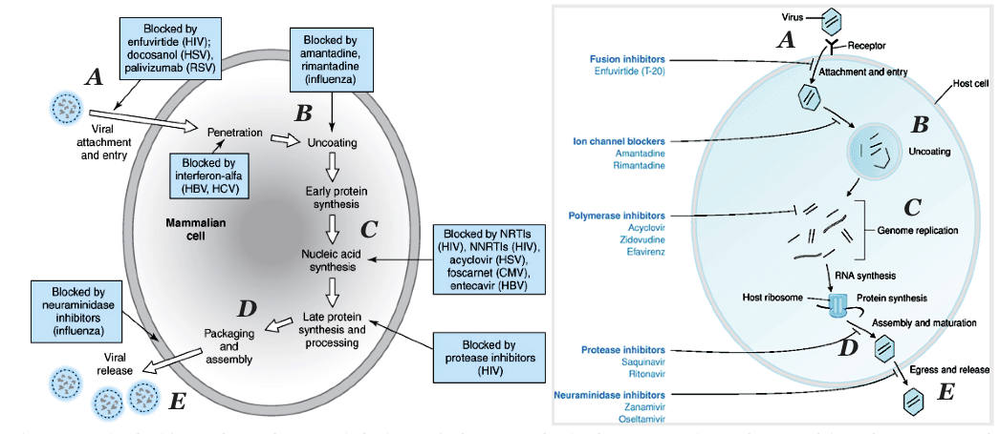 Blocked by
enfuvirtide (HIV);
docosanol (HSV),
palivizumab (RSV)
Blocked by
amantadine,
rimantadine
(influenza)
A
B
Viral
attachment
and entry
Penetration
Uncoating
Blocked by
interferon-alfa
(HBV, HCV)
Early protein
synthesis
Mammalian
cell
C
Nucleic acid
synthesis
Blocked by NRTIs
(HIV), NNRTIs (HIV),
acyclovir (HSV),
foscarnet (CMV),
entecavir (HBV)
Blocked by
neuraminidase
inhibitors
(influenza)
D
Late protein
synthesis and
processing
Packaging
and
assembly
Blocked by
protease inhibitors
(HIV)
Viral
release
E
Virus
A
Receptor
Fusion inhibitors
Enfuvirtide (T-20)
Attachment and entry
Host cell
B
Ion channel blockers
Amantadine
Rimantadine
Uncoating
C
Polymerase inhibitors
Acyclovir
Zidovudine
Efavirenz
Genome replication
RNA synthesis
Host ribosome
Protein synthesis
Assembly and maturation
D
Protease inhibitors
Saquinavir
Ritonavir
Egress and release
E
Neuraminidase inhibitors
Zanamivir
Oseltamivir